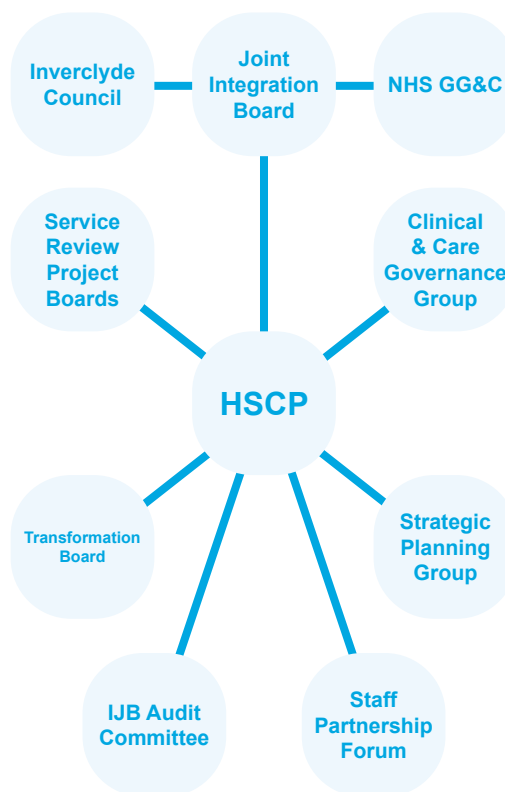 Inverclyde
Council
Joint
Integration
Board
NHS GG&C
Service
Review
Project
Boards
Clinical
& Care
Governance
Group
HSCP
Transformation
Board
Strategic
Planning
Group
IJB Audit
Committee
Staff
Partnership
Forum